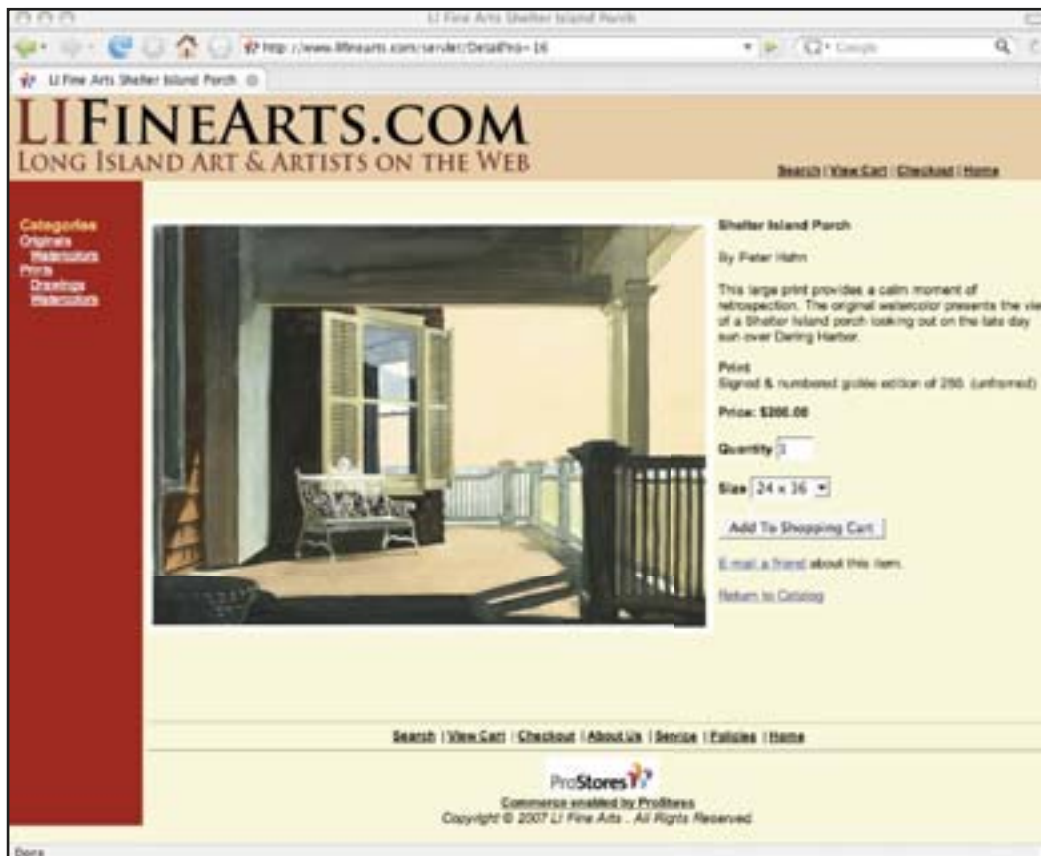 LI Fine Arts Shelter Island Porch
http://www.lifinearts.com/servlet/Detail?no=16
Google
LI Fine Arts Shelter Island Porch
LIFINEARTS.COM
LONG ISLAND ART & ARTISTS ON THE WEB
Search | View Cart | Checkout | Home
Categories
Originals
Watercolors
Prints
Drawings
Watercolors
Shelter Island Porch
By Peter Hahn
This large print provides a calm moment of
retrospection. The original watercolor presents the vie
of a Shelter Island porch looking out on the late day
sun over Dering Harbor.
Print
Signed & numbered giclée edition of 250. (unframed)
Price:
Quantity
Size 24 x 36
Add To Shopping Cart
E-mail a friend about this item.
Return to Catalog
Search | View Cart | Checkout | About Us | Service | Policies | Home
ProStores
Commerce enabled by ProStores
Copyright © 2007 LI Fine Arts . All Rights Reserved.
Done